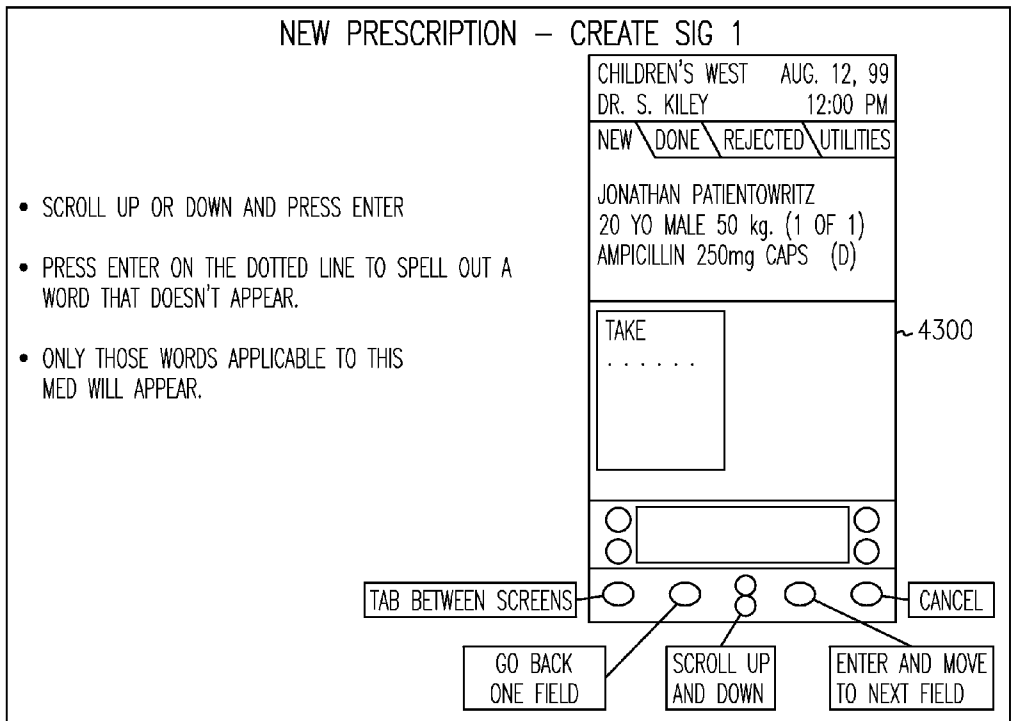 NEW PRESCRIPTION – CREATE SIG 1
CHILDREN'S WEST AUG. 12, 99
DR. S. KILEY 12:00 PM
NEW DONE REJECTED UTILITIES
JONATHAN PATIENTOWRITZ
20 YO MALE 50 kg. (1 OF 1)
AMPICILLIN 250mg CAPS (D)
• SCROLL UP OR DOWN AND PRESS ENTER
• PRESS ENTER ON THE DOTTED LINE TO SPELL OUT A
WORD THAT DOESN'T APPEAR.
• ONLY THOSE WORDS APPLICABLE TO THIS
MED WILL APPEAR.
TAKE
. . . . . .
4300
TAB BETWEEN SCREENS
CANCEL
GO BACK
ONE FIELD
SCROLL UP
AND DOWN
ENTER AND MOVE
TO NEXT FIELD